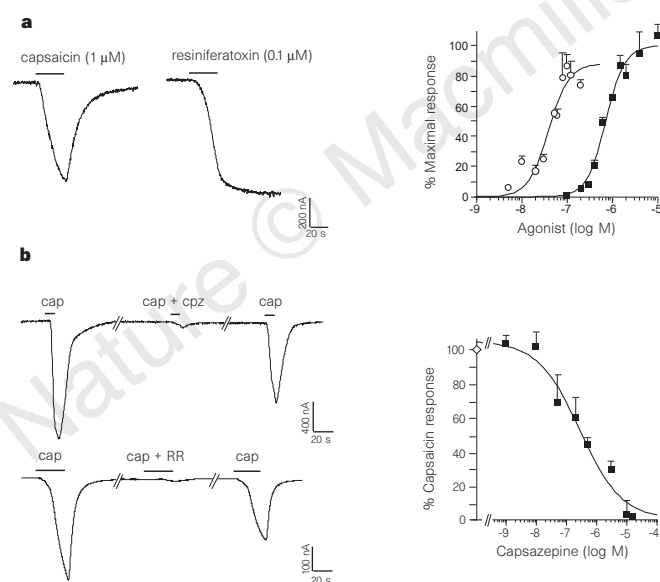 a
capsaicin (1 μM)
resiniferatoxin (0.1 μM)
200 nA
20 s
% Maximal response
100
80
60
40
20
0
-9
-8
-7
-6
-5
Agonist (log M)
b
cap
cap + cpz
cap
400 nA
20 s
cap
cap + RR
cap
100 nA
20 s
% Capsaicin response
100
80
60
40
20
0
-9
-8
-7
-6
-5
-4
Capsazepine (log M)
Nature © Macmil